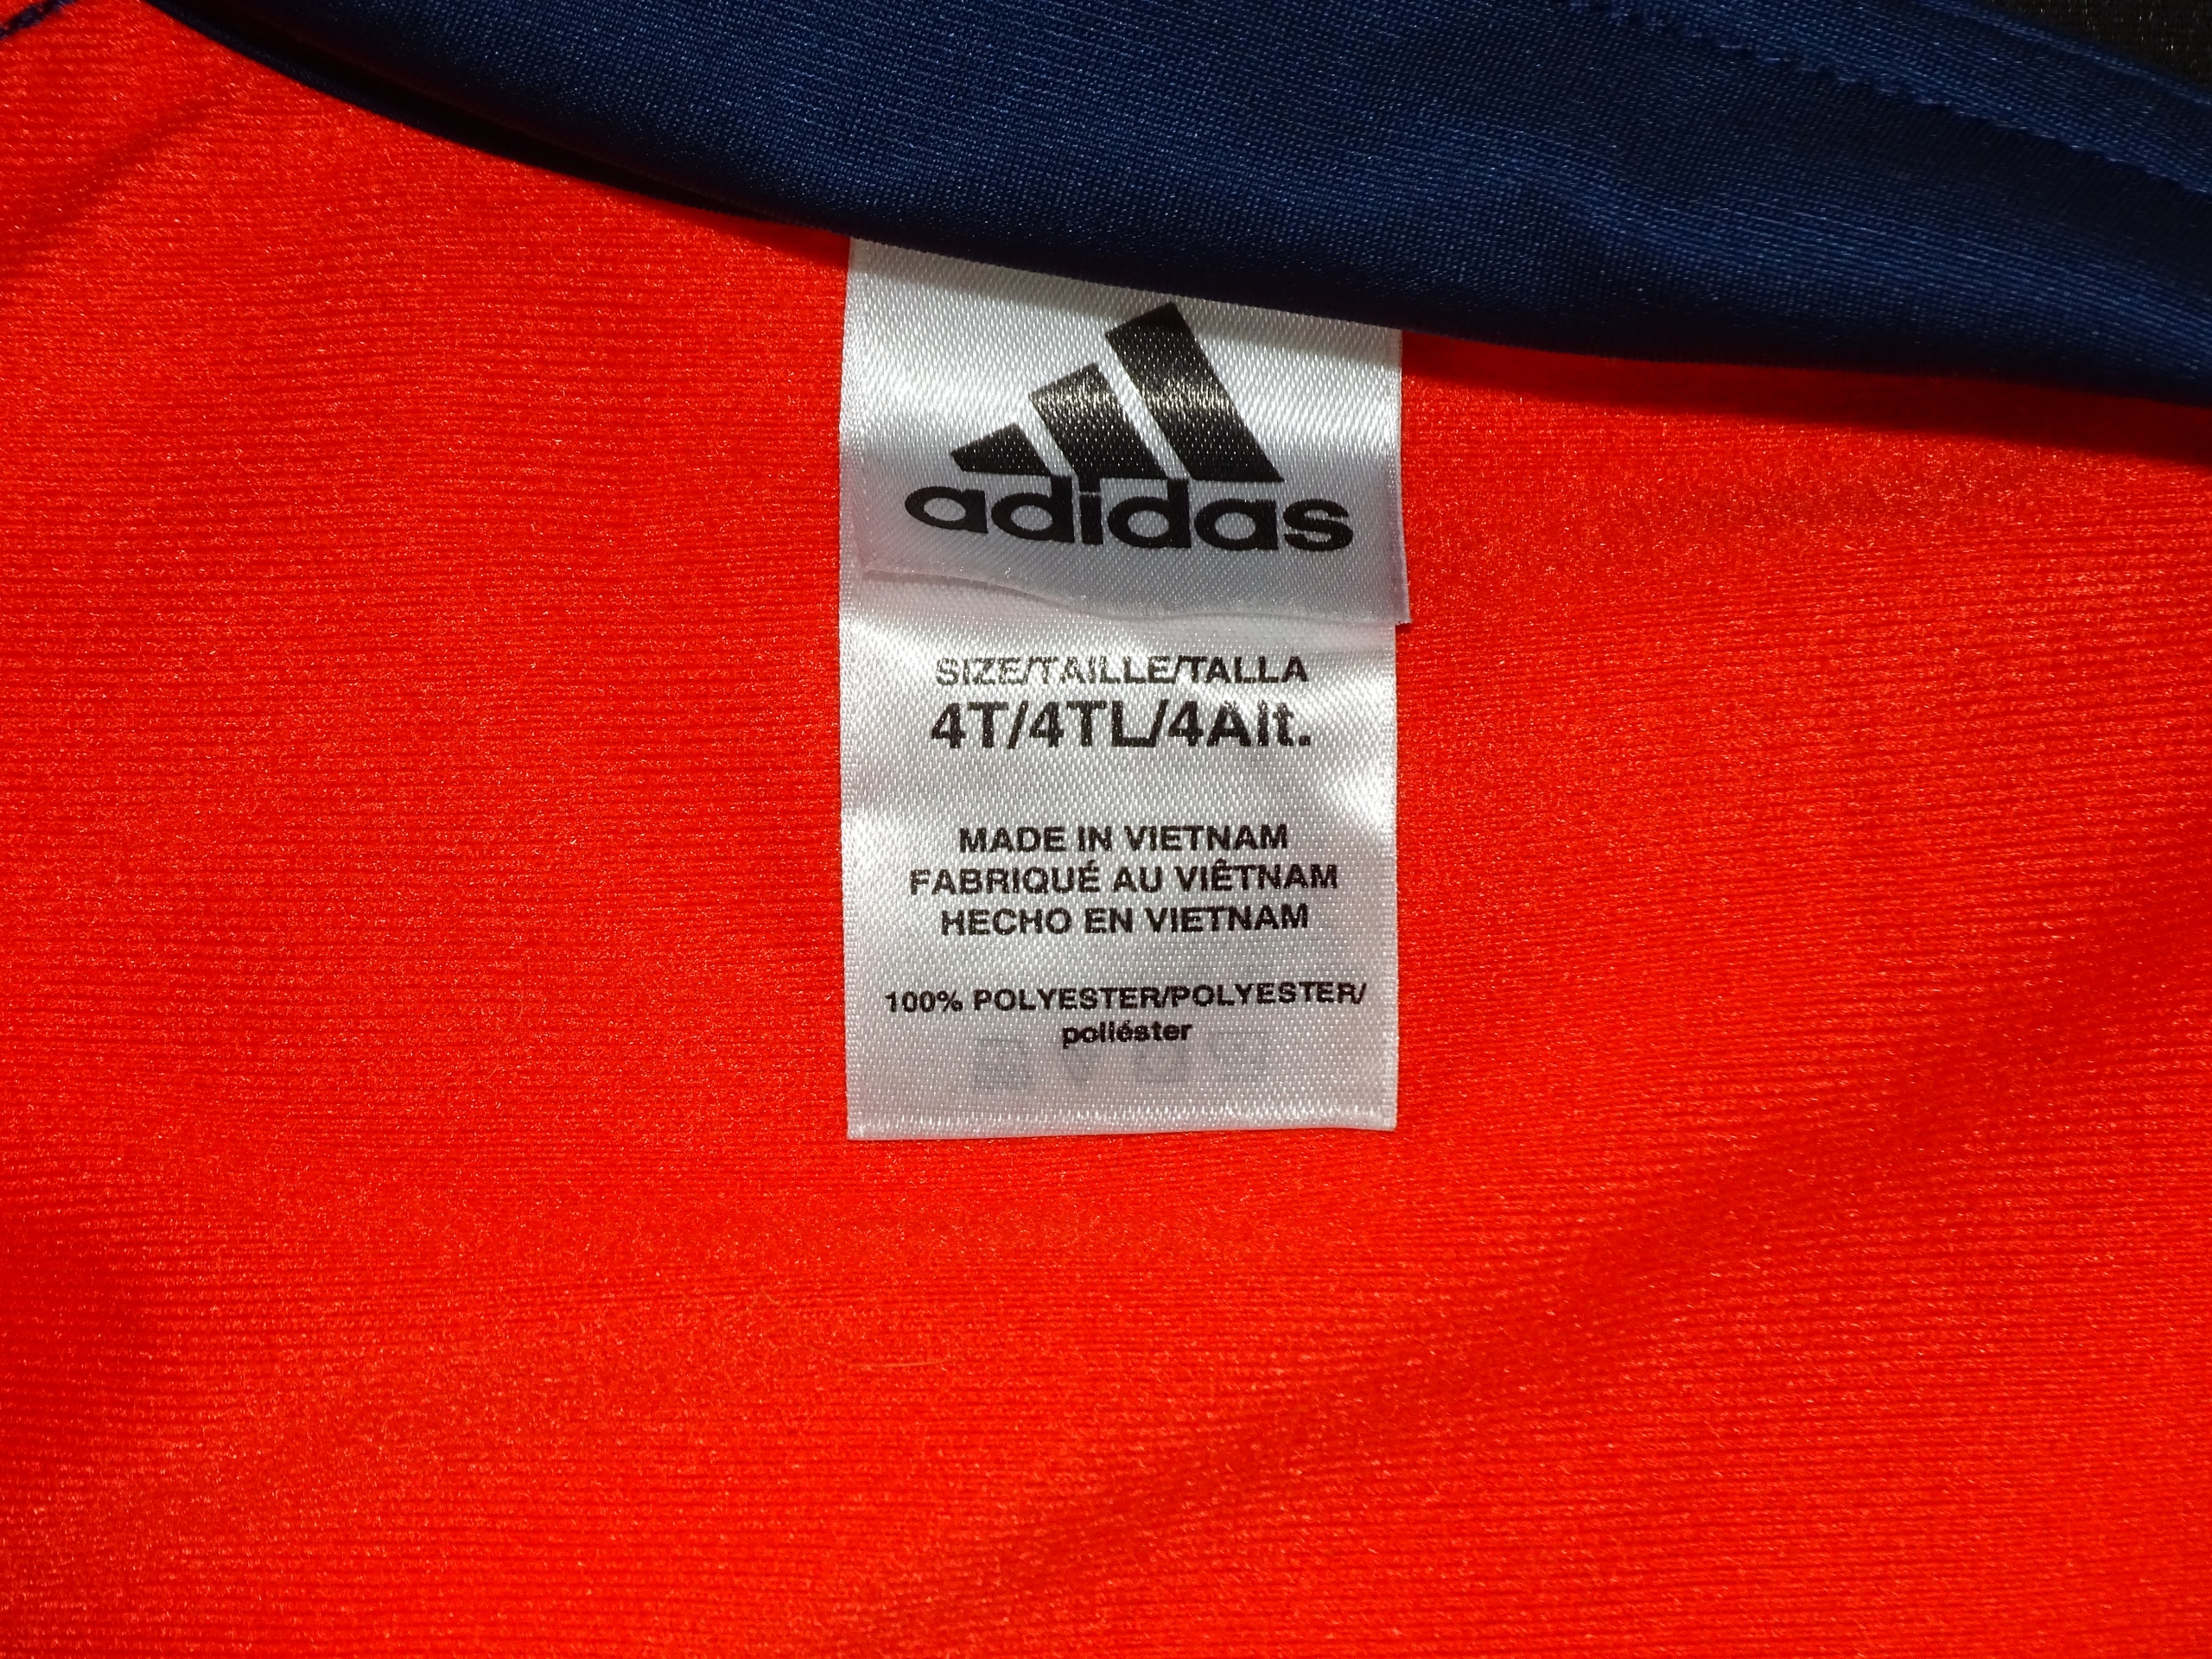 adidas
SIZE/TAILLE/TALLA
4T/4TL/4Alt.
MADE IN VIETNAM
FABRIQUÉ AU VIÊTNAM
HECHO EN VIETNAM
100% POLYESTER/POLYESTER/
poliéster